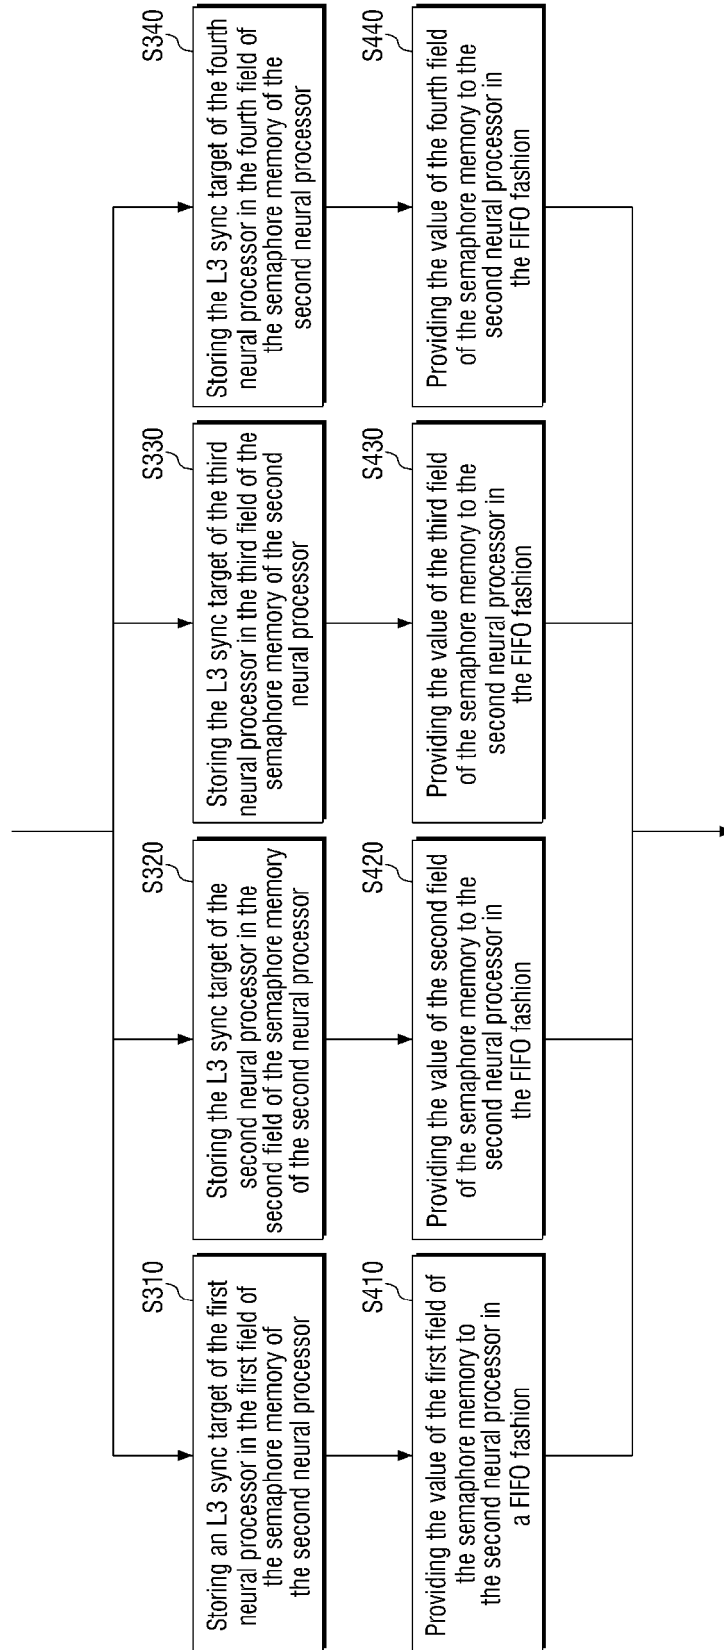 S310
Storing an L3 sync target of the first
neural processor in the first field of
the semaphore memory of
the second neural processor
S320
Storing the L3 sync target of the
second neural processor in the
second field of the semaphore memory
of the second neural processor
S330
Storing the L3 sync target of the third
neural processor in the third field of the
semaphore memory of the second
neural processor
S340
Storing the L3 sync target of the fourth
neural processor in the fourth field of
the semaphore memory of the
second neural processor
S410
Providing the value of the first field of
the semaphore memory to
the second neural processor in
a FIFO fashion
S420
Providing the value of the second field
of the semaphore memory to the
second neural processor in
the FIFO fashion
S430
Providing the value of the third field
of the semaphore memory to the
second neural processor in
the FIFO fashion
S440
Providing the value of the fourth field
of the semaphore memory to the
second neural processor in
the FIFO fashion